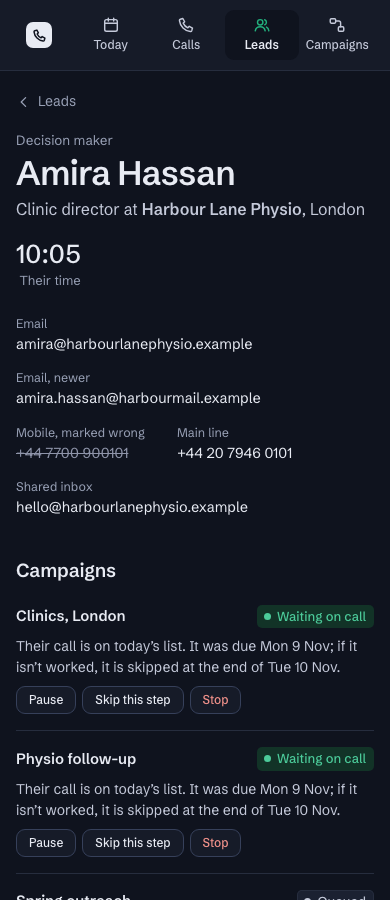 Today
Calls
Leads
Campaigns
Leads
Decision maker
Amira Hassan
Clinic director at Harbour Lane Physio, London
10:05
Their time
Email
amira@harbourlanephysio.example
Email, newer
amira.hassan@harbourmail.example
Mobile, marked wrong
+44 7700 900101
Main line
+44 20 7946 0101
Shared inbox
hello@harbourlanephysio.example
Campaigns
Clinics, London
Waiting on call
Their call is on today’s list. It was due Mon 9 Nov; if it
isn’t worked, it is skipped at the end of Tue 10 Nov.
Pause
Skip this step
Stop
Physio follow-up
Waiting on call
Their call is on today’s list. It was due Mon 9 Nov; if it
isn’t worked, it is skipped at the end of Tue 10 Nov.
Pause
Skip this step
Stop
Spring outreach
Queued